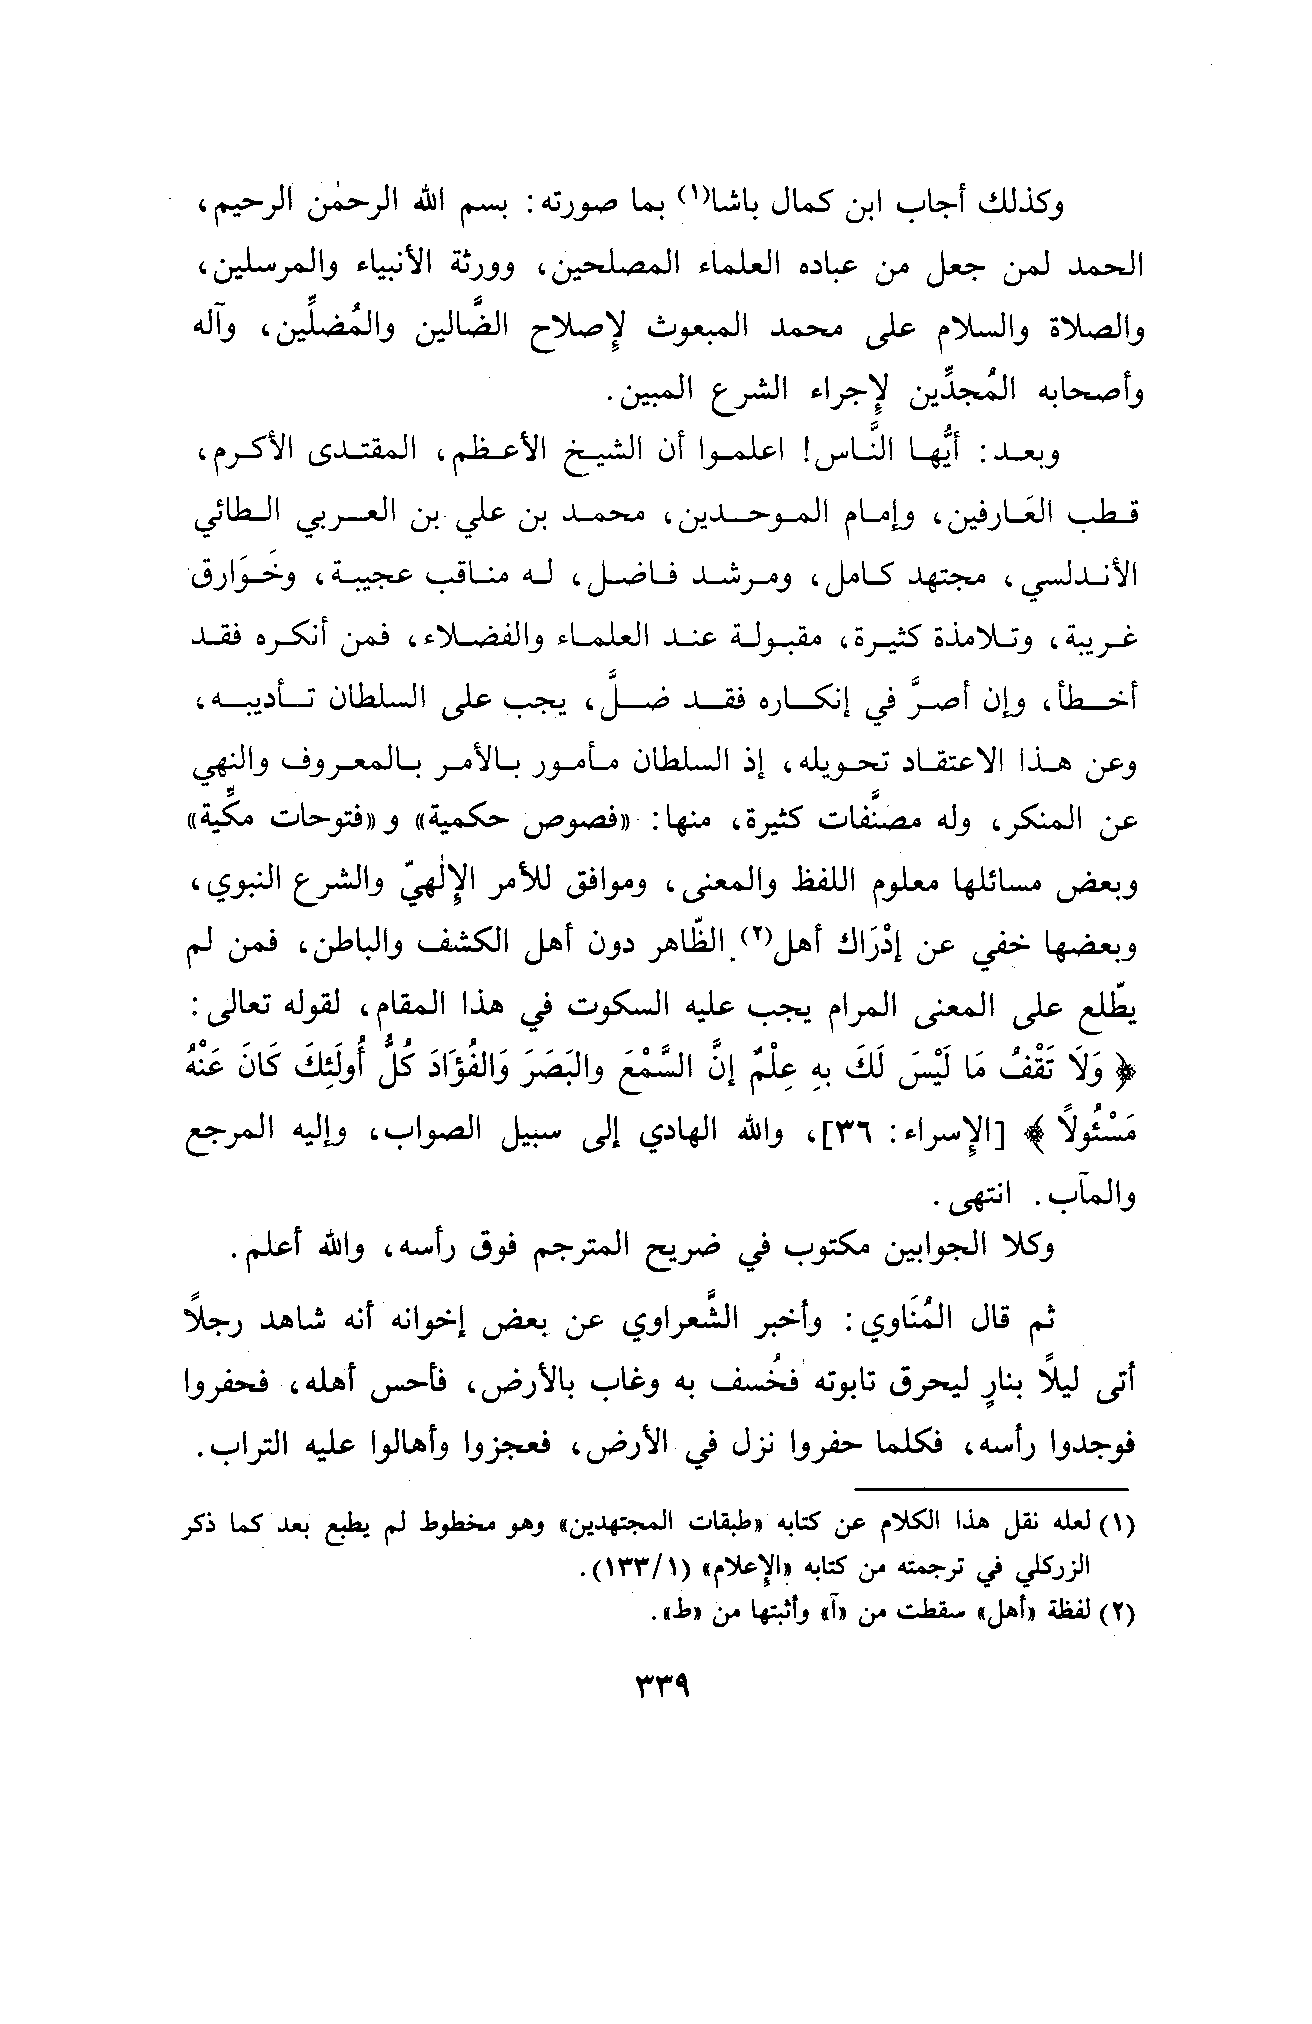 وكذلك أجاب ابن كمال باشا(١) بما صورته: بسم الله الرحمٰن الرحيم،
الحمد لمن جعل من عباده العلماء المصلحين، وورثة الأنبياء والمرسلين،
والصلاة والسلام على محمد المبعوث لإصلاح الضَّالين والمُضلِّين، وآله
وأصحابه المُجدِّين لإجراء الشرع المبين.
وبعد: أيُّها النَّاس! اعلموا أن الشيخ الأعظم، المقتدى الأكرم،
قطب العَارفين، وإمام الموحدين، محمد بن علي بن العربي الطائي
الأندلسي، مجتهد كامل، ومرشد فاضل، له مناقب عجيبة، وخَوَارق
غريبة، وتلامذة كثيرة، مقبولة عند العلماء والفضلاء، فمن أنكره فقد
أخطأ، وإن أصرَّ في إنكاره فقد ضلَّ، يجب على السلطان تأديبه،
وعن هذا الاعتقاد تحويله، إذ السلطان مأمور بالأمر بالمعروف والنهي
عن المنكر، وله مصنَّفات كثيرة، منها: «فصوص حكمية» و«فتوحات مكِّية»
وبعض مسائلها معلوم اللفظ والمعنى، وموافق للأمر الإلٰهيّ والشرع النبوي،
وبعضها خفي عن إدْرَاك أهل(٢) الظّاهر دون أهل الكشف والباطن، فمن لم
يطّلع على المعنى المرام يجب عليه السكوت في هذا المقام، لقوله تعالى:
﴿ وَلَا تَقْفُ مَا لَيْسَ لَكَ بِهِ عِلْمٌ إنَّ السَّمْعَ والبَصَرَ وَالفُؤَادَ كُلُّ أُولَئِكَ كَانَ عَنْهُ
مَسْئُولاً ﴾ [الإسراء: ٣٦]، والله الهادي إلى سبيل الصواب، وإليه المرجع
والمآب. انتهى.
وكلا الجوابين مكتوب في ضريح المترجم فوق رأسه، والله أعلم.
ثم قال المُنَاوي: وأخبر الشَّعراوي عن بعض إخوانه أنه شاهد رجلاً
أتى ليلاً بنارٍ ليحرق تابوته فخُسف به وغاب بالأرض، فأحس أهله، فحفروا
فوجدوا رأسه، فكلما حفروا نزل في الأرض، فعجزوا وأهالوا عليه التراب.
(١) لعله نقل هذا الكلام عن كتابه «طبقات المجتهدين» وهو مخطوط لم يطبع بعد كما ذكر
الزركلي في ترجمته من كتابه «الإعلام» (١/١٣٣).
(٢) لفظة «أهل» سقطت من «آ» وأثبتها من «ط».
٣٣٩